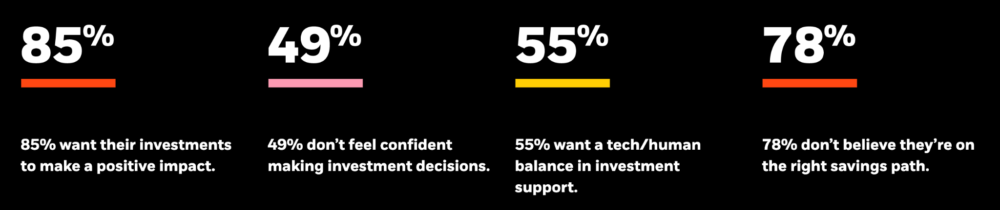 85%
49%
55%
78%
85% want their investments
to make a positive impact.
49% don’t feel confident
making investment decisions.
55% want a tech/human
balance in investment
support.
78% don’t believe they’re on
the right savings path.